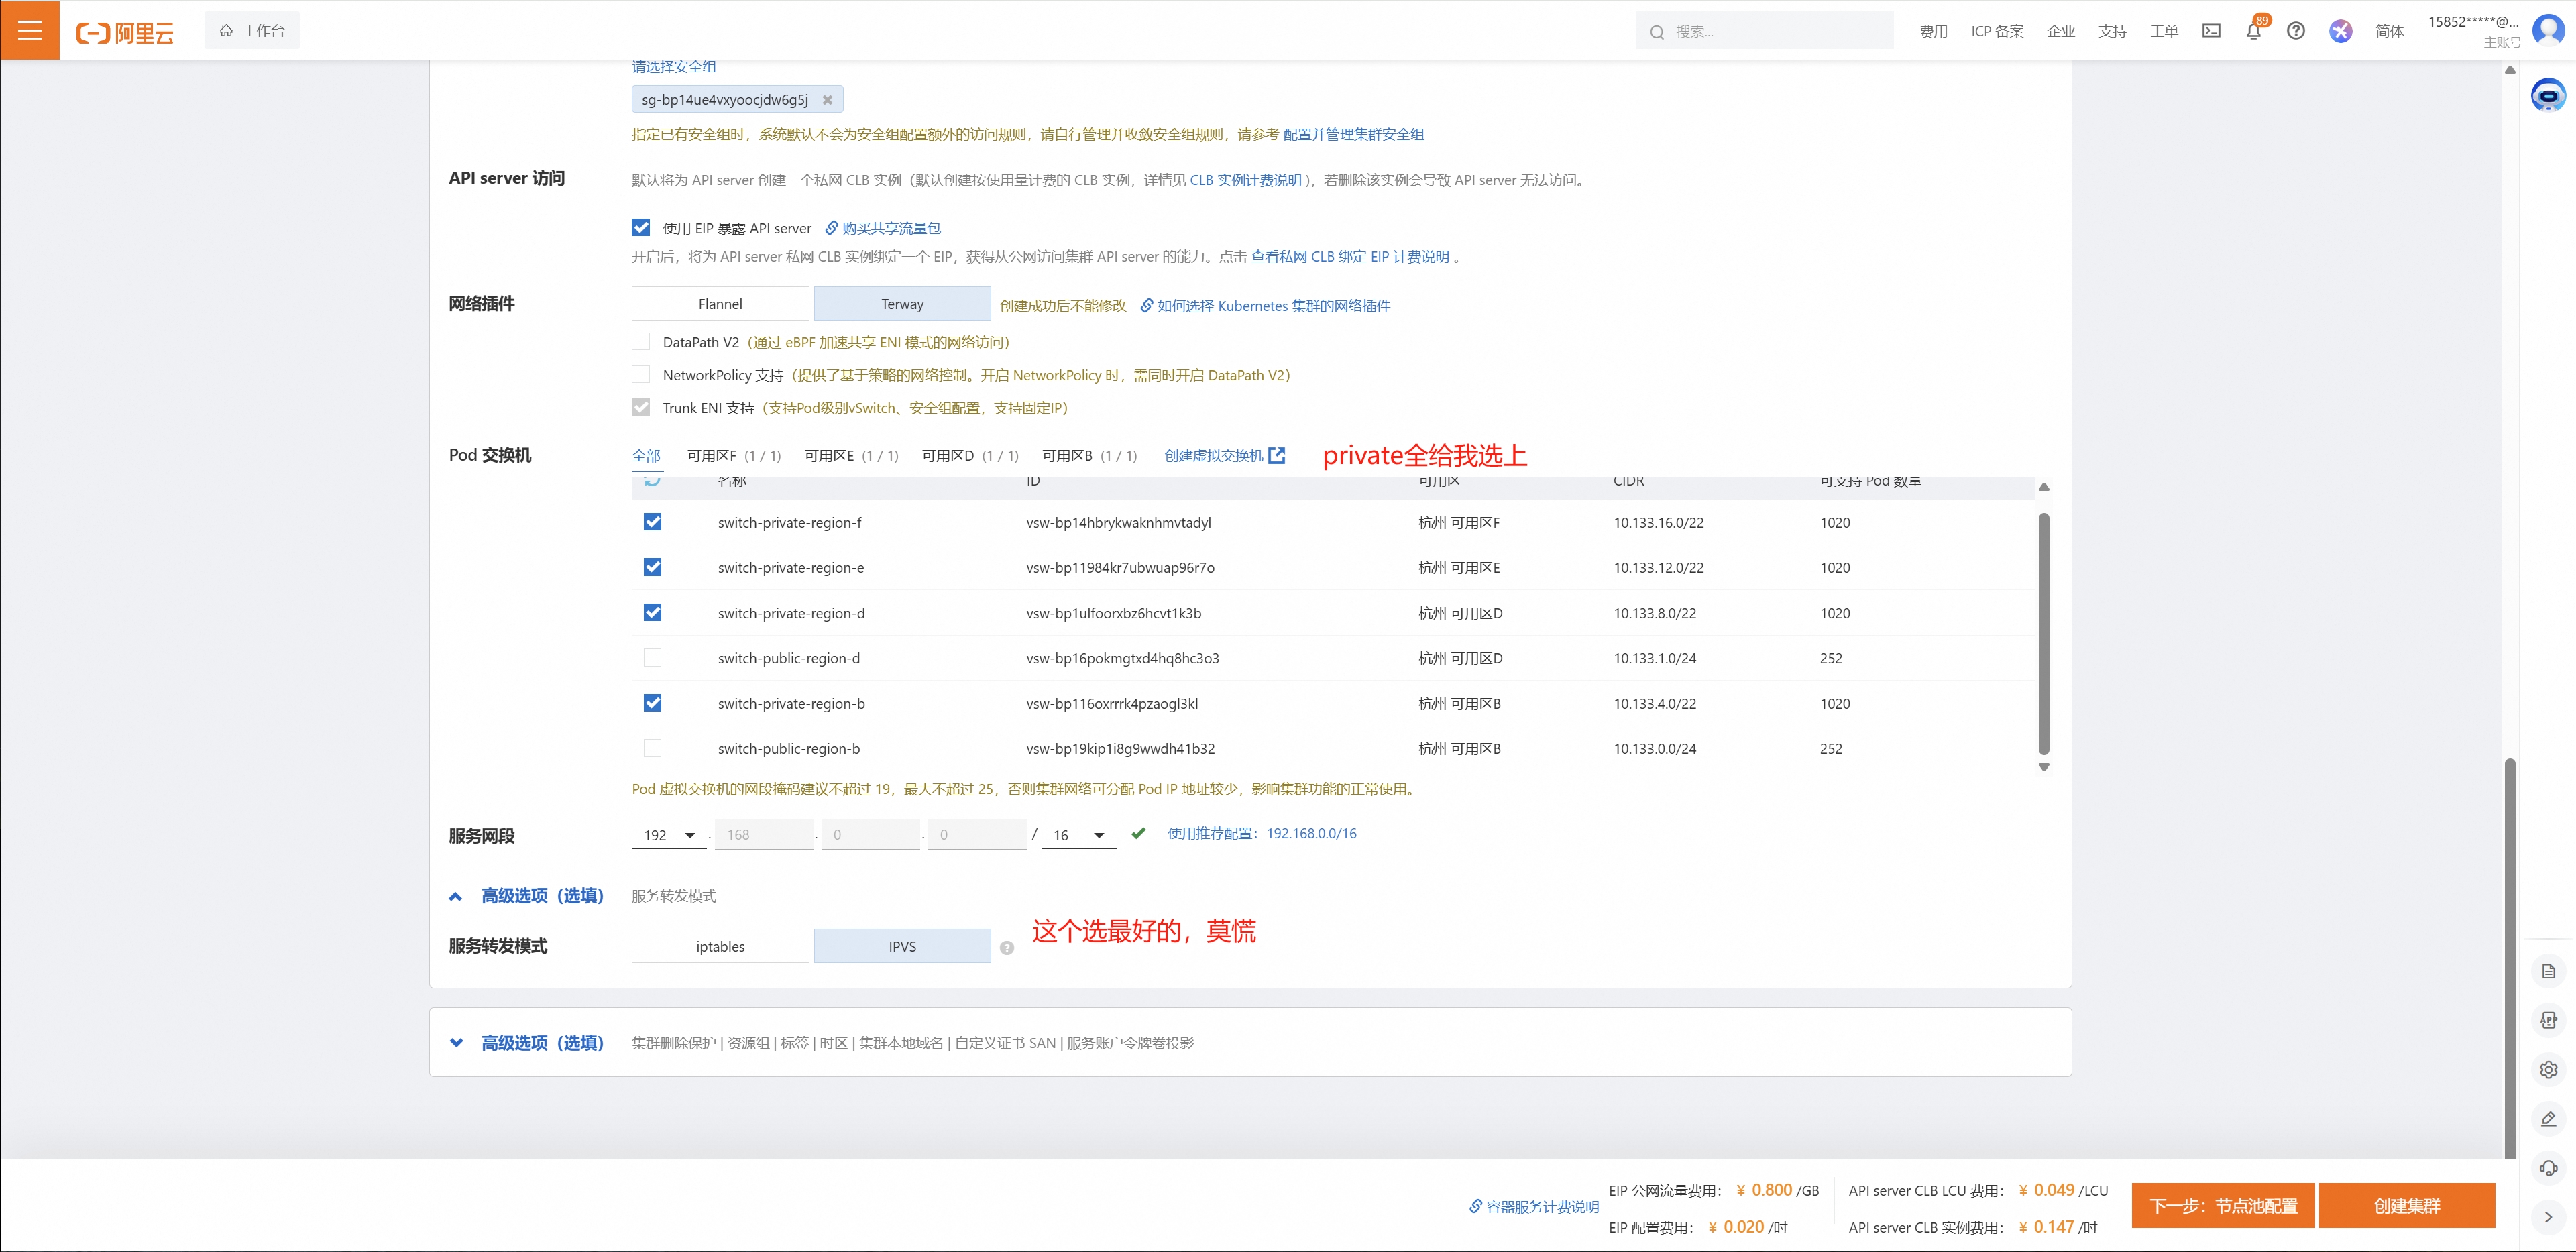 阿里云
工作台
搜索...
费用
ICP 备案
企业
支持
工单
89
简体
15852*****@...
主账号
请选择安全组
sg-bp14ue4vxyoocjdw6g5j
指定已有安全组时，系统默认不会为安全组配置额外的访问规则，请自行管理并收敛安全组规则，请参考 配置并管理集群安全组
API server 访问
默认将为 API server 创建一个私网 CLB 实例（默认创建按使用量计费的 CLB 实例，详情见 CLB 实例计费说明 ），若删除该实例会导致 API server 无法访问。
使用 EIP 暴露 API server 购买共享流量包
开启后，将为 API server 私网 CLB 实例绑定一个 EIP，获得从公网访问集群 API server 的能力。点击 查看私网 CLB 绑定 EIP 计费说明 。
网络插件
Flannel
Terway
创建成功后不能修改
如何选择 Kubernetes 集群的网络插件
DataPath V2（通过 eBPF 加速共享 ENI 模式的网络访问）
NetworkPolicy 支持（提供了基于策略的网络控制。开启 NetworkPolicy 时，需同时开启 DataPath V2）
Trunk ENI 支持（支持Pod级别vSwitch、安全组配置，支持固定IP）
Pod 交换机
全部 可用区F (1 / 1) 可用区E (1 / 1) 可用区D (1 / 1) 可用区B (1 / 1) 创建虚拟交换机
private全给我选上
名称 ID 可用区 CIDR 可支持 Pod 数量
switch-private-region-f vsw-bp14hbrykwaknhmvtadyl 杭州 可用区F 10.133.16.0/22 1020
switch-private-region-e vsw-bp11984kr7ubwuap96r7o 杭州 可用区E 10.133.12.0/22 1020
switch-private-region-d vsw-bp1ulfoorxbz6hcvt1k3b 杭州 可用区D 10.133.8.0/22 1020
switch-public-region-d vsw-bp16pokmgtxd4hq8hc3o3 杭州 可用区D 10.133.1.0/24 252
switch-private-region-b vsw-bp116oxrrrk4pzaogl3kl 杭州 可用区B 10.133.4.0/22 1020
switch-public-region-b vsw-bp19kip1i8g9wwdh41b32 杭州 可用区B 10.133.0.0/24 252
Pod 虚拟交换机的网段掩码建议不超过 19，最大不超过 25，否则集群网络可分配 Pod IP 地址较少，影响集群功能的正常使用。
服务网段
192 . 168 . 0 . 0 / 16
使用推荐配置：192.168.0.0/16
高级选项（选填）
服务转发模式
这个选最好的，莫慌
服务转发模式
iptables
IPVS
高级选项（选填）
集群删除保护 | 资源组 | 标签 | 时区 | 集群本地域名 | 自定义证书 SAN | 服务账户令牌卷投影
APP
容器服务计费说明
EIP 公网流量费用： ¥ 0.800 /GB
API server CLB LCU 费用： ¥ 0.049 /LCU
EIP 配置费用： ¥ 0.020 /时
API server CLB 实例费用： ¥ 0.147 /时
下一步：节点池配置
创建集群